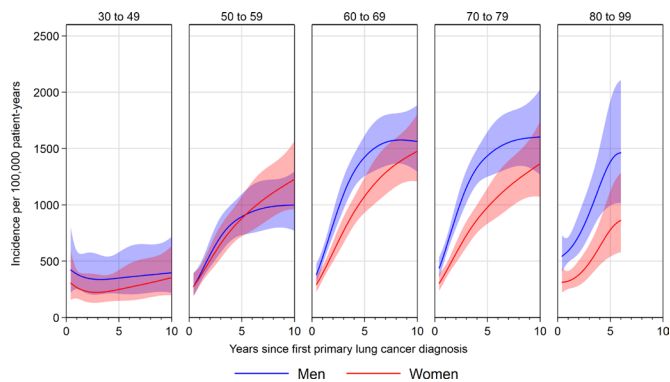 30 to 49 50 to 59 60 to 69 70 to 79 80 to 99
Incidence per 100,000 patient-years
2500
2000
1500
1000
500
0
0 5 10 0 5 10 0 5 10 0 5 10 0 5 10
Years since first primary lung cancer diagnosis
Men Women